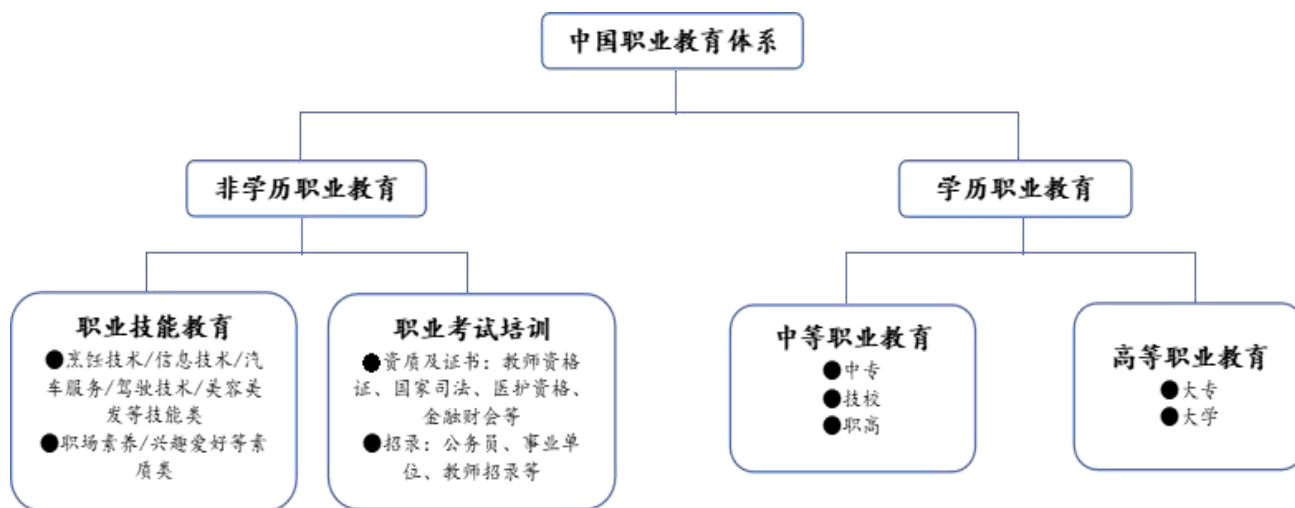 中国职业教育体系
非学历职业教育
学历职业教育
职业技能教育
●烹饪技术/信息技术/汽
车服务/驾驶技术/美容美
发等技能类
●职场素养/兴趣爱好等素
质类
职业考试培训
●资质及证书：教师资格
证、国家司法、医护资格、
金融财会等
●招录：公务员、事业单
位、教师招录等
中等职业教育
●中专
●技校
●职高
高等职业教育
●大专
●大学